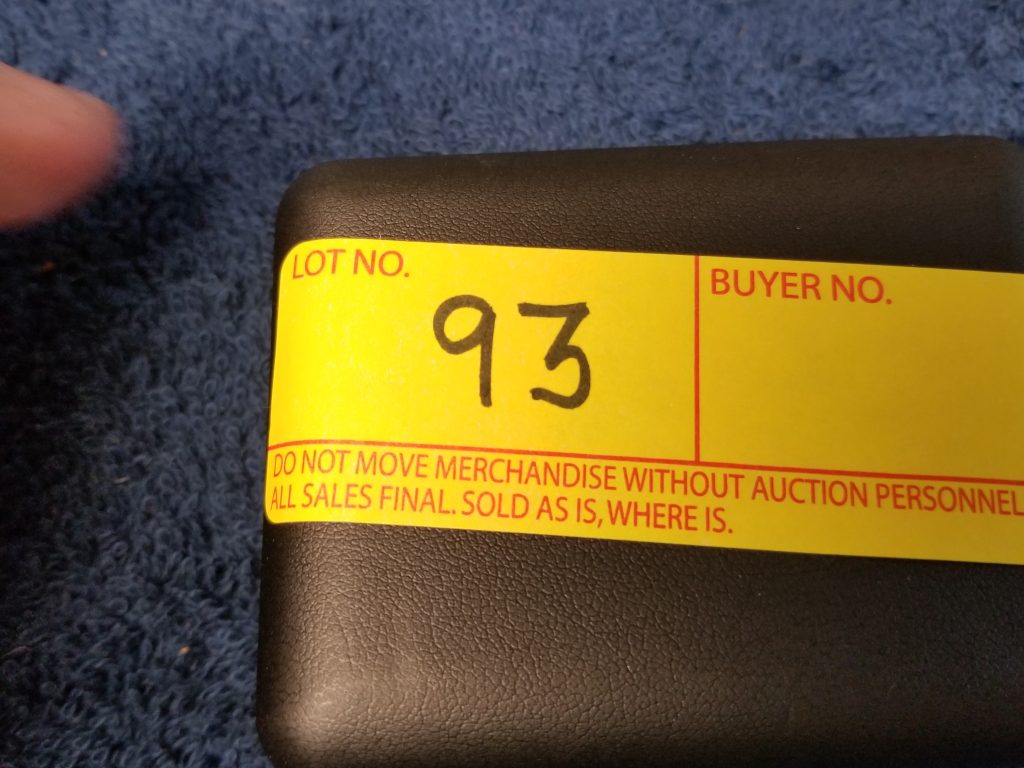 LOT NO.
93
BUYER NO.
DO NOT MOVE MERCHANDISE WITHOUT AUCTION PERSONNEL
ALL SALES FINAL. SOLD AS IS, WHERE IS.